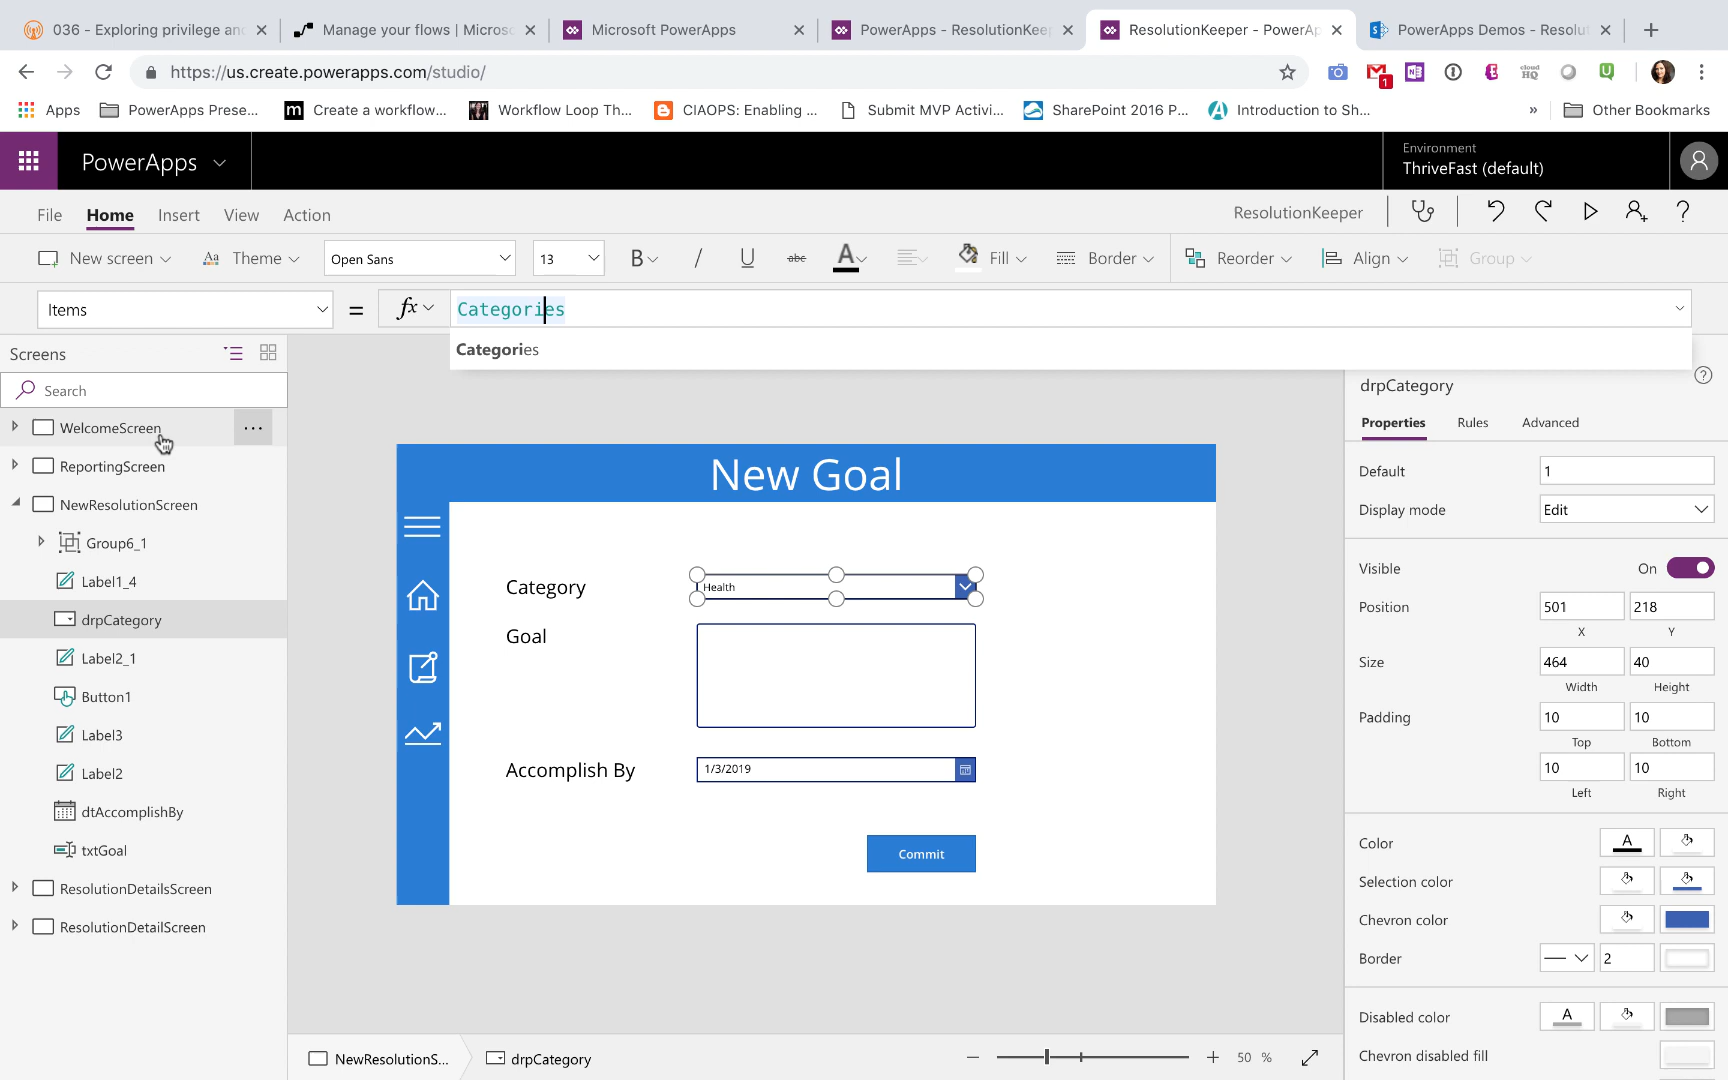 036 - Exploring privilege and
Manage your flows | Microso
Microsoft PowerApps
PowerApps - ResolutionKeep
ResolutionKeeper - PowerAp
PowerApps Demos - Resolut
https://us.create.powerapps.com/studio/
1
Apps
PowerApps Prese...
Create a workflow...
Workflow Loop Th...
CIAOPS: Enabling ...
Submit MVP Activi...
SharePoint 2016 P...
Introduction to Sh...
»
Other Bookmarks
PowerApps
Environment
ThriveFast (default)
File
Home
Insert
View
Action
ResolutionKeeper
New screen
Theme
Open Sans
13
B
/
U
abc
A
Fill
Border
Reorder
Align
Group
Items
=
fx
Categories
Categories
Screens
Search
WelcomeScreen
...
ReportingScreen
NewResolutionScreen
Group6_1
Label1_4
drpCategory
Label2_1
Button1
Label3
Label2
dtAccomplishBy
txtGoal
ResolutionDetailsScreen
ResolutionDetailScreen
New Goal
Category
Health
Goal
Accomplish By
1/3/2019
Commit
drpCategory
Properties
Rules
Advanced
Default
1
Display mode
Edit
Visible
On
Position
501
218
X
Y
Size
464
40
Width
Height
Padding
10
10
Top
Bottom
10
10
Left
Right
Color
A
Selection color
Chevron color
Border
2
Disabled color
A
Chevron disabled fill
NewResolutionS...
drpCategory
50 %